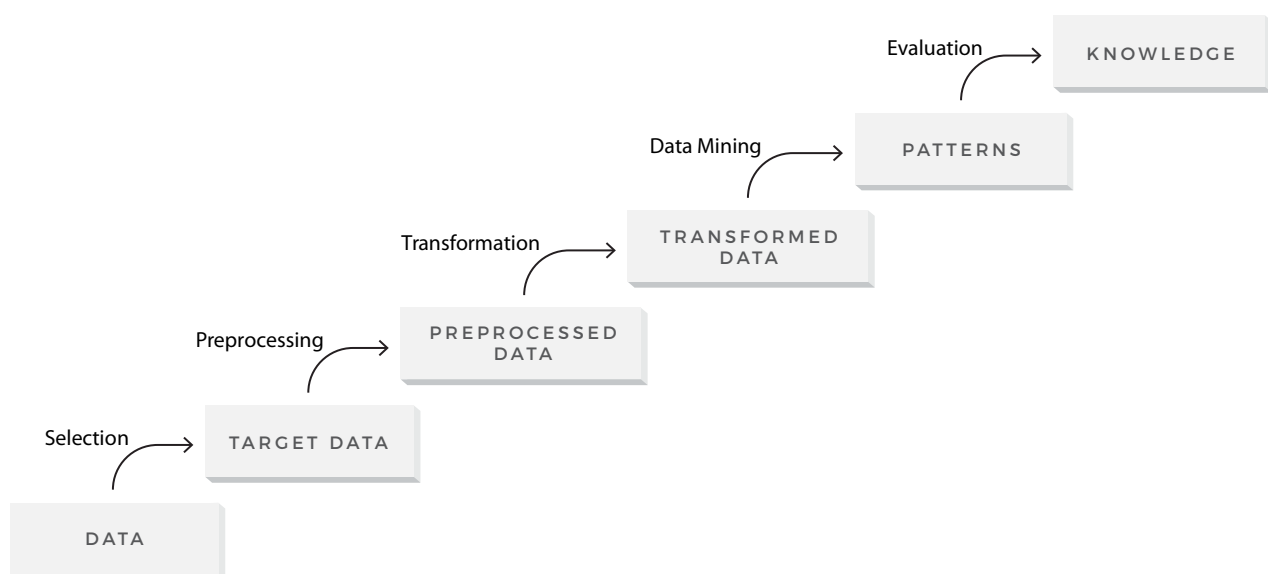 Evaluation
KNOWLEDGE
Data Mining
PATTERNS
Transformation
TRANSFORMED
DATA
Preprocessing
PREPROCESSED
DATA
Selection
TARGET DATA
DATA